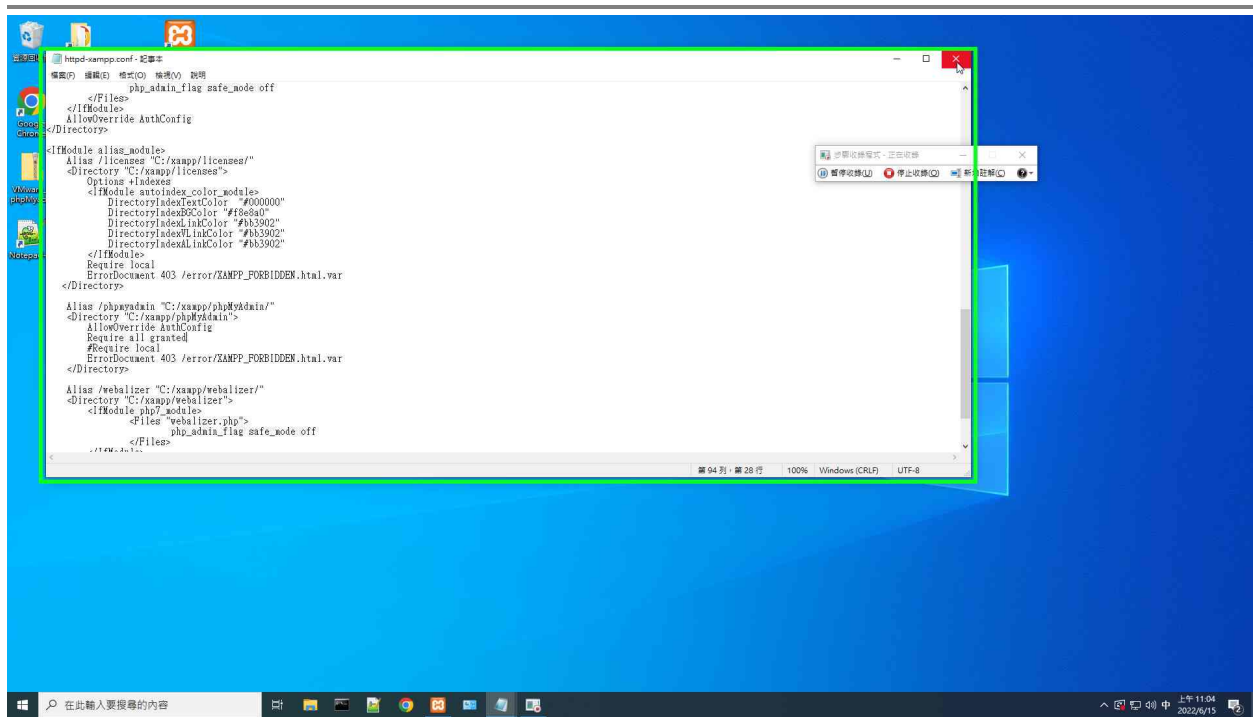 httpd-xampp.conf - 記事本
檔案(F) 編輯(E) 格式(O) 檢視(V) 說明
php_admin_flag safe_mode off
</Files>
</IfModule>
AllowOverride AuthConfig
</Directory>
<IfModule alias_module>
Alias /licenses "C:/xampp/licenses/"
<Directory "C:/xampp/licenses">
Options +Indexes
<IfModule autoindex_color_module>
DirectoryIndexTextColor "#000000"
DirectoryIndexBGColor "#f8e8a0"
DirectoryIndexLinkColor "#bb3902"
DirectoryIndexVLinkColor "#bb3902"
DirectoryIndexALinkColor "#bb3902"
</IfModule>
Require local
ErrorDocument 403 /error/XAMPP_FORBIDDEN.html.var
</Directory>
Alias /phpmyadmin "C:/xampp/phpMyAdmin/"
<Directory "C:/xampp/phpMyAdmin">
AllowOverride AuthConfig
Require all granted
#Require local
ErrorDocument 403 /error/XAMPP_FORBIDDEN.html.var
</Directory>
Alias /webalizer "C:/xampp/webalizer/"
<Directory "C:/xampp/webalizer">
<IfModule php7_module>
<Files "webalizer.php">
php_admin_flag safe_mode off
</Files>
</IfModule>
第 94 列，第 28 行 100% Windows (CRLF) UTF-8
步驟收錄程式 - 正在收錄
暫停收錄(U) 停止收錄(O) 新增註解(C)
在此輸入要搜尋的內容
中
上午 11:04
2022/6/15
2